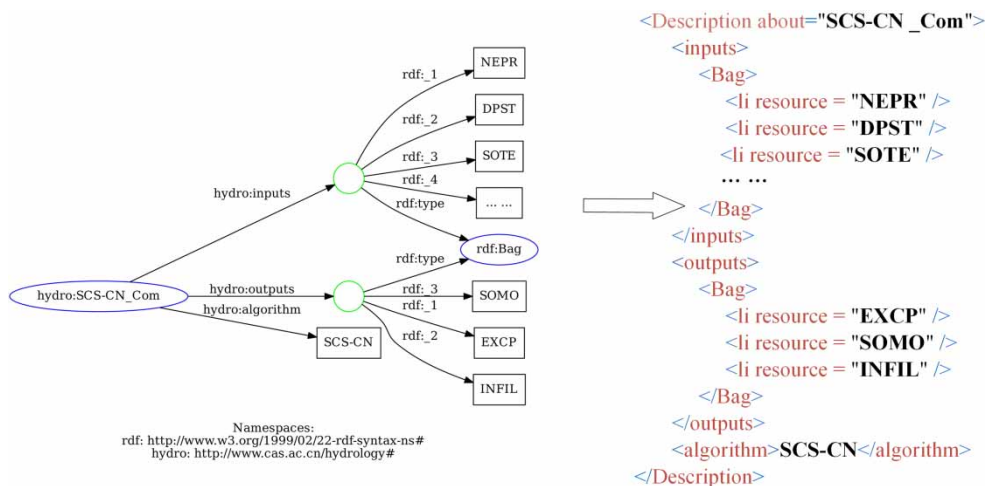 rdf:_1
NEPR
rdf:_2
DPST
rdf:_3
SOTE
rdf:_4
... ...
rdf:type
hydro:inputs
rdf:Bag
rdf:type
hydro:SCS-CN_Com
hydro:outputs
rdf:_3
SOMO
hydro:algorithm
rdf:_1
SCS-CN
EXCP
rdf:_2
INFIL
Namespaces:
rdf: http://www.w3.org/1999/02/22-rdf-syntax-ns#
hydro: http://www.cas.ac.cn/hydrology#
<Description about="SCS-CN _Com">
<inputs>
<Bag>
<li resource = "NEPR" />
<li resource = "DPST" />
<li resource = "SOTE" />
... ...
</Bag>
</inputs>
<outputs>
<Bag>
<li resource = "EXCP" />
<li resource = "SOMO" />
<li resource = "INFIL" />
</Bag>
</outputs>
<algorithm>SCS-CN</algorithm>
</Description>